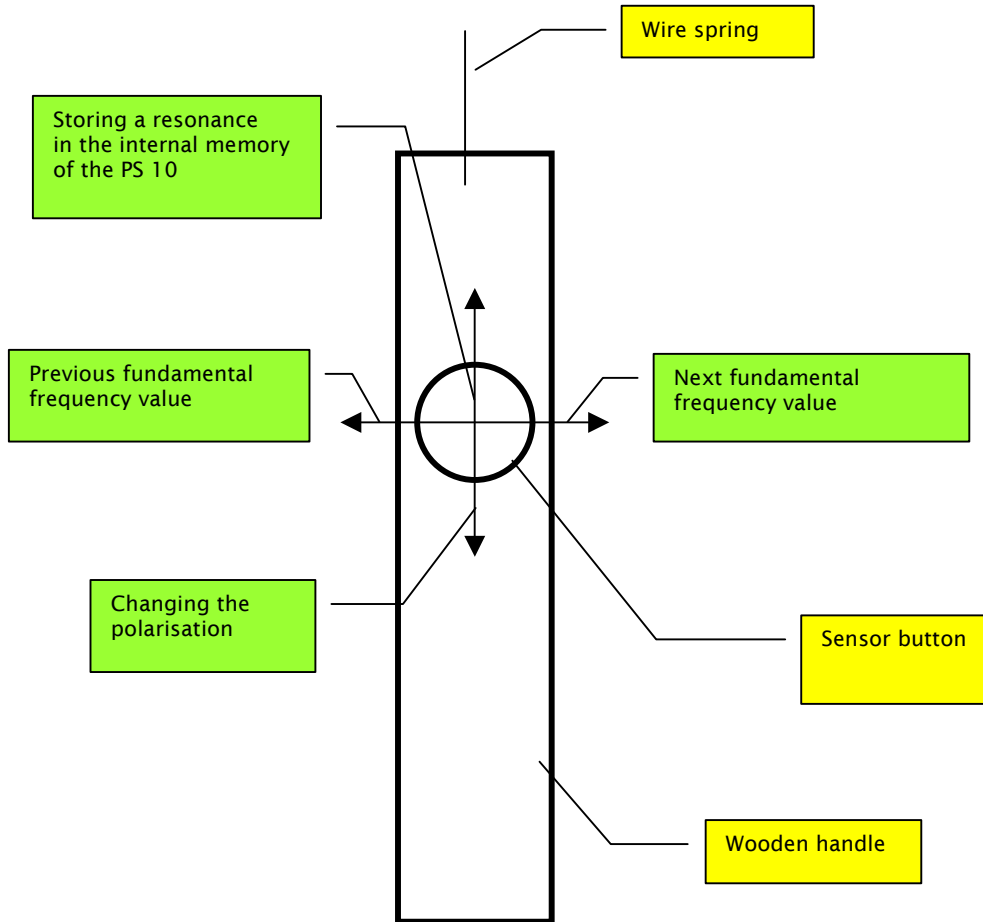 Wire spring
Storing a resonance
in the internal memory
of the PS 10
Previous fundamental
frequency value
Next fundamental
frequency value
Changing the
polarisation
Sensor button
Wooden handle